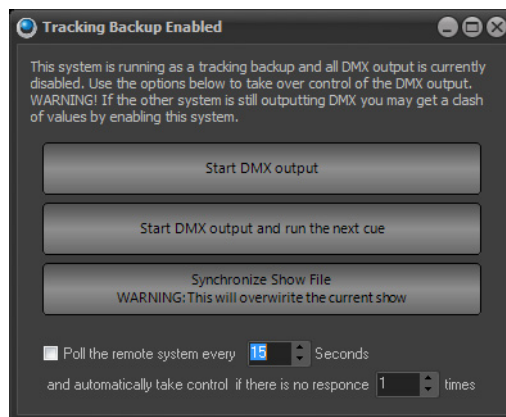 Tracking Backup Enabled
This system is running as a tracking backup and all DMX output is currently
disabled. Use the options below to take over control of the DMX output.
WARNING! If the other system is still outputting DMX you may get a clash
of values by enabling this system.
Start DMX output
Start DMX output and run the next cue
Synchronize Show File
WARNING: This will overwirite the current show
Poll the remote system every 15 Seconds
and automatically take control if there is no responce 1 times